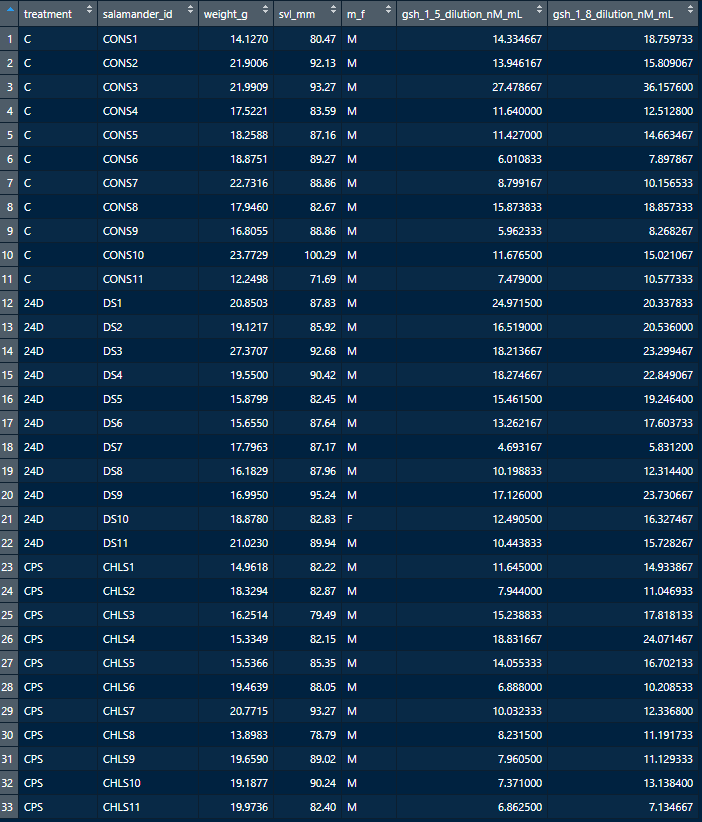 treatment salamander_id weight_g svl_mm m_f gsh_1_5_dilution_nM_mL gsh_1_8_dilution_nM_mL
1 C CONS1 14.1270 80.47 M 14.334667 18.759733
2 C CONS2 21.9006 92.13 M 13.946167 15.809067
3 C CONS3 21.9909 93.27 M 27.478667 36.157600
4 C CONS4 17.5221 83.59 M 11.640000 12.512800
5 C CONS5 18.2588 87.16 M 11.427000 14.663467
6 C CONS6 18.8751 89.27 M 6.010833 7.897867
7 C CONS7 22.7316 88.86 M 8.799167 10.156533
8 C CONS8 17.9460 82.67 M 15.873833 18.857333
9 C CONS9 16.8055 88.86 M 5.962333 8.268267
10 C CONS10 23.7729 100.29 M 11.676500 15.021067
11 C CONS11 12.2498 71.69 M 7.479000 10.577333
12 24D DS1 20.8503 87.83 M 24.971500 20.337833
13 24D DS2 19.1217 85.92 M 16.519000 20.536000
14 24D DS3 27.3707 92.68 M 18.213667 23.299467
15 24D DS4 19.5500 90.42 M 18.274667 22.849067
16 24D DS5 15.8799 82.45 M 15.461500 19.246400
17 24D DS6 15.6550 87.64 M 13.262167 17.603733
18 24D DS7 17.7963 87.17 M 4.693167 5.831200
19 24D DS8 16.1829 87.96 M 10.198833 12.314400
20 24D DS9 16.9950 95.24 M 17.126000 23.730667
21 24D DS10 18.8780 82.83 F 12.490500 16.327467
22 24D DS11 21.0230 89.94 M 10.443833 15.728267
23 CPS CHLS1 14.9618 82.22 M 11.645000 14.933867
24 CPS CHLS2 18.3294 82.87 M 7.944000 11.046933
25 CPS CHLS3 16.2514 79.49 M 15.238833 17.818133
26 CPS CHLS4 15.3349 82.15 M 18.831667 24.071467
27 CPS CHLS5 15.5366 85.35 M 14.055333 16.702133
28 CPS CHLS6 19.4639 88.05 M 6.888000 10.208533
29 CPS CHLS7 20.7715 93.27 M 10.032333 12.336800
30 CPS CHLS8 13.8983 78.79 M 8.231500 11.191733
31 CPS CHLS9 19.6590 89.02 M 7.960500 11.129333
32 CPS CHLS10 19.1877 90.24 M 7.371000 13.138400
33 CPS CHLS11 19.9736 82.40 M 6.862500 7.134667